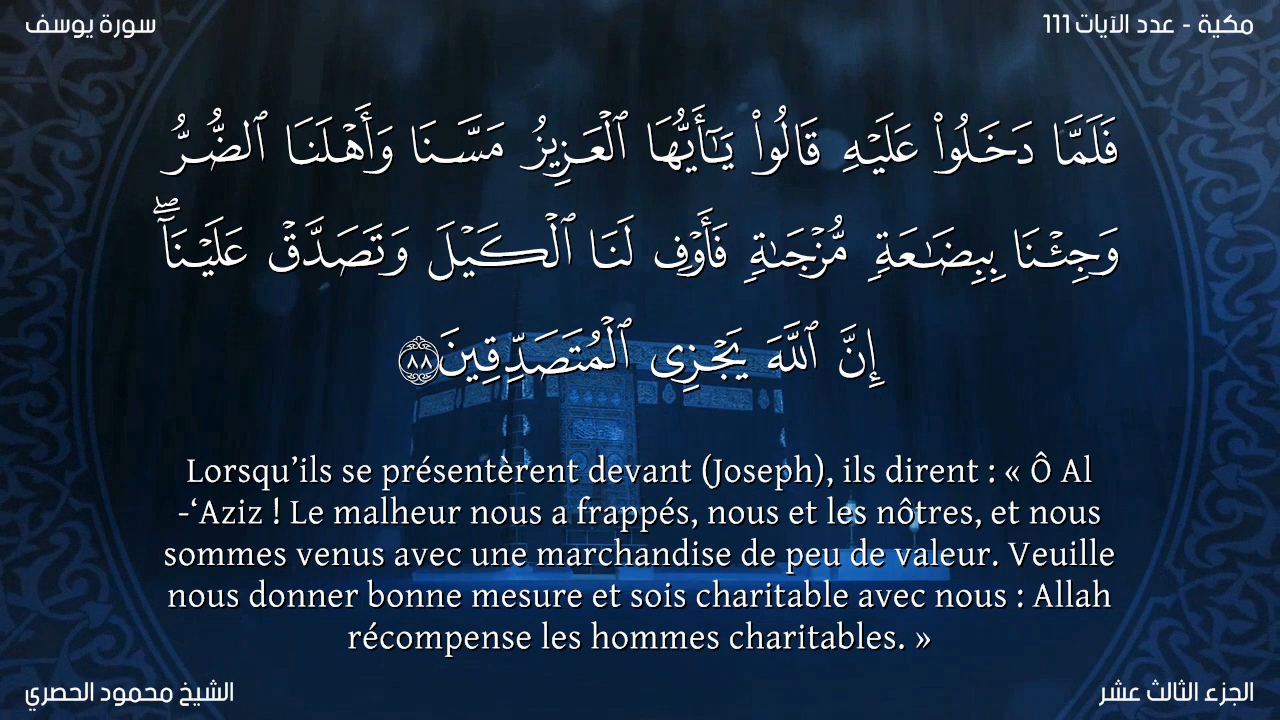 مكية - عدد الآيات 111
سورة يوسف
فَلَمَّا دَخَلُوا۟ عَلَيْهِ قَالُوا۟ يَـٰٓأَيُّهَا ٱلْعَزِيزُ مَسَّنَا وَأَهْلَنَا ٱلضُّرُّ
وَجِئْنَا بِبِضَـٰعَةٍ مُّزْجَىٰةٍ فَأَوْفِ لَنَا ٱلْكَيْلَ وَتَصَدَّقْ عَلَيْنَآ ۖ
إِنَّ ٱللَّهَ يَجْزِى ٱلْمُتَصَدِّقِينَ ٨٨
Lorsqu’ils se présentèrent devant (Joseph), ils dirent : « Ô Al
-‘Aziz ! Le malheur nous a frappés, nous et les nôtres, et nous
sommes venus avec une marchandise de peu de valeur. Veuille
nous donner bonne mesure et sois charitable avec nous : Allah
récompense les hommes charitables. »
الجزء الثالث عشر
الشيخ محمود الحصري